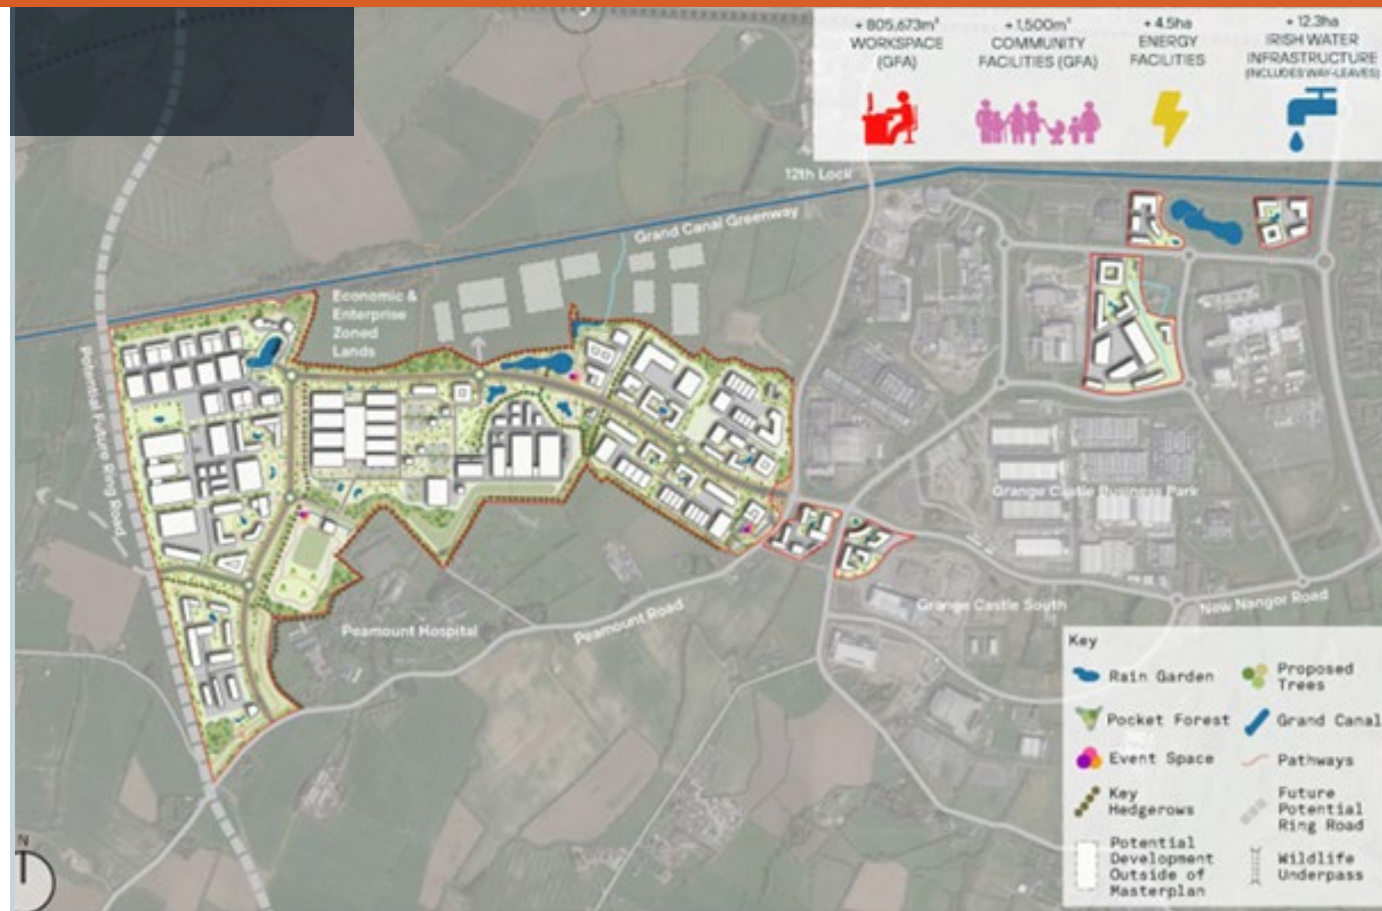 + 805,673m²
WORKSPACE
(GFA)
+ 1,500m²
COMMUNITY
FACILITIES (GFA)
+ 4.5ha
ENERGY
FACILITIES
+ 12.3ha
IRISH WATER
INFRASTRUCTURE
(INCLUDES WAY-LEAVES)
12th Lock
Grand Canal Greenway
Economic &
Enterprise
Zoned
Lands
Potential Future Ring Road
Grange Castle Business Park
Grange Castle South
New Nangor Road
Peamount Road
Peamount Hospital
Key
Rain Garden
Proposed
Trees
Pocket Forest
Grand Canal
Event Space
Pathways
Key
Hedgerows
Future
Potential
Ring Road
Potential
Development
Outside of
Masterplan
Wildlife
Underpass
N